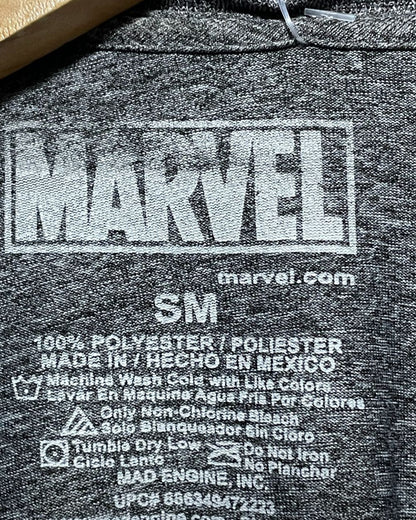 MARVEL
marvel.com
SM
100% POLYESTER / POLIESTER
MADE IN / HECHO EN MEXICO
Machine Wash Cold with Like Colors
Lavar En Maquina Agua Fria Por Colores
Only Non-Chlorine Bleach
Solo Blanqueador Sin Cloro
Tumble Dry Low Do Not Iron
Ciclo Lento No Planchar
MAD ENGINE, INC.
UPC# 686349472223